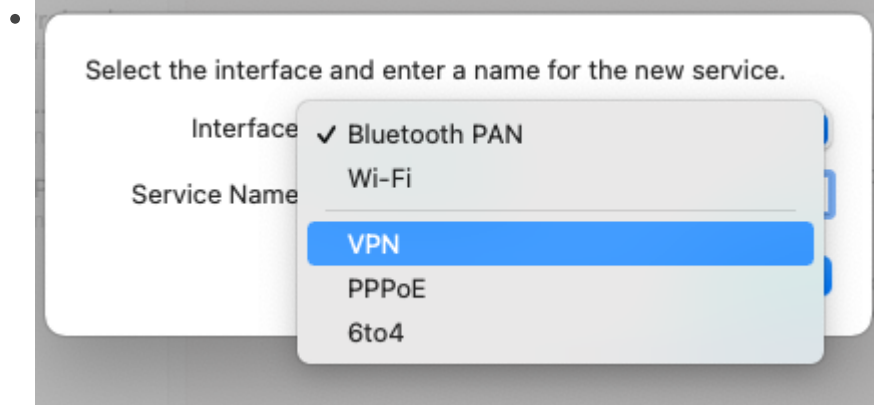 Select the interface and enter a name for the new service.
Interface ✓ Bluetooth PAN
Wi-Fi
Service Name
VPN
PPPoE
6to4